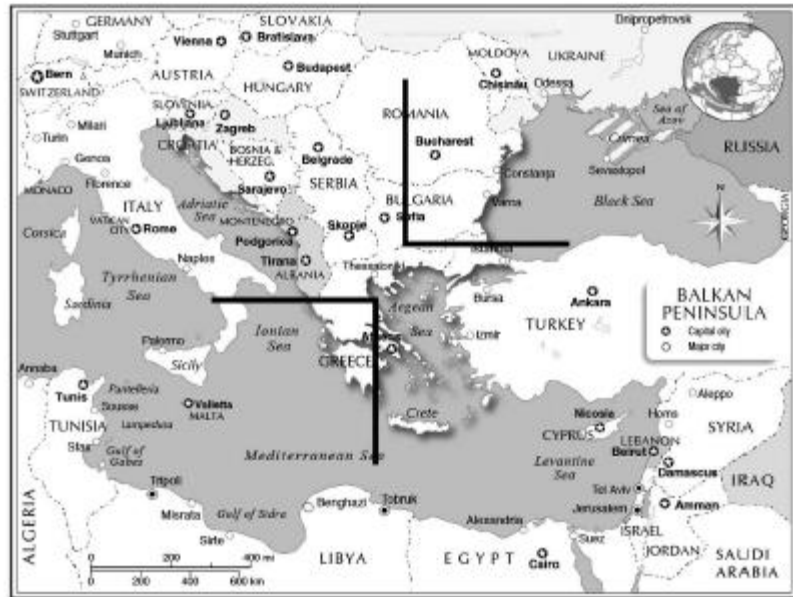 GERMANY
Stuttgart
Munich
SLOVAKIA
Vienna
Bratislava
Dnipropetrovsk
UKRAINE
MOLDOVA
Chisinău
Odessa
Bern
SWITZERLAND
AUSTRIA
Budapest
HUNGARY
SLOVENIA
Ljubljana
Zagreb
CROATIA
ROMANIA
Bucharest
Sea of
Azov
Crimea
Sevastopol
RUSSIA
Milan
Turin
Genoa
Florence
MONACO
BOSNIA &
HERZEG.
Sarajevo
Belgrade
SERBIA
Constanța
BULGARIA
Varna
Sofia
Black Sea
GEORGIA
N
ITALY
VATICAN
CITY
Rome
Adriatic
Sea
MONTENEGRO
Podgorica
Skopje
Tirana
ALBANIA
Corsica
Naples
Tyrrhenian
Sea
Sardinia
Thessaloniki
Istanbul
Bursa
Ankara
TURKEY
BALKAN
PENINSULA
Capital city
Major city
Ionian
Sea
Aegean
Sea
Izmir
GREECE
Palermo
Sicily
Annaba
Tunis
Pantelleria
Sousse
Valletta
MALTA
TUNISIA
Lampedusa
Sfax
Gulf of
Gabes
Crete
Mediterranean Sea
Nicosia
CYPRUS
Levantine
Sea
Aleppo
Homs
SYRIA
LEBANON
Beirut
Damascus
IRAQ
Tel Aviv
Jerusalem
Amman
ISRAEL
JORDAN
SAUDI
ARABIA
Tripoli
Misrata
Gulf of Sidra
Sirte
Benghazi
Tobruk
Alexandria
Suez
Cairo
ALGERIA
LIBYA
EGYPT
0 200 400 mi
0 200 400 600 km